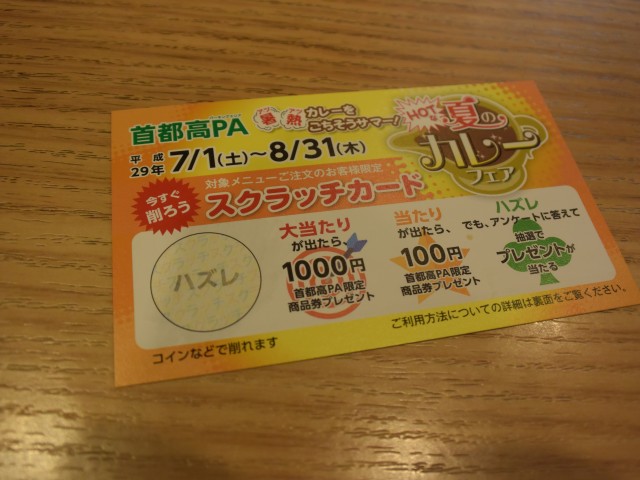 首都高PA
暑 熱 カレーを
ごちそうサマー!
HOT 夏の
カレー
フェア
平成
29年 7/1(土)～8/31(木)
対象メニューご注文のお客様限定
今すぐ
削ろう
スクラッチカード
ハズレ
大当たり
が出たら、
1000円
首都高PA限定
商品券プレゼント
当たり
が出たら、
100円
首都高PA限定
商品券プレゼント
ハズレ
でも、アンケートに答えて
抽選で
プレゼントが
当たる
コインなどで削れます
ご利用方法についての詳細は裏面をご覧ください。